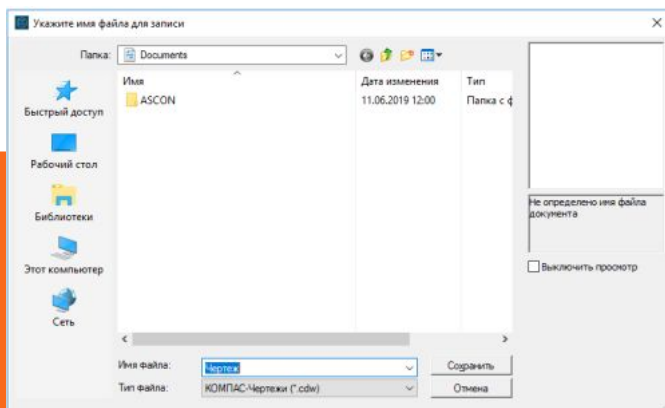 Укажите имя файла для записи
Папка: Documents
Имя Дата изменения Тип
ASCON 11.06.2019 12:00 Папка с ф
Быстрый доступ
Рабочий стол
Библиотеки
Этот компьютер
Сеть
Не определено имя файла
документа
Выключить просмотр
Имя файла: Чертеж Сохранить
Тип файла: КОМПАС-Чертежи (*.cdw) Отмена